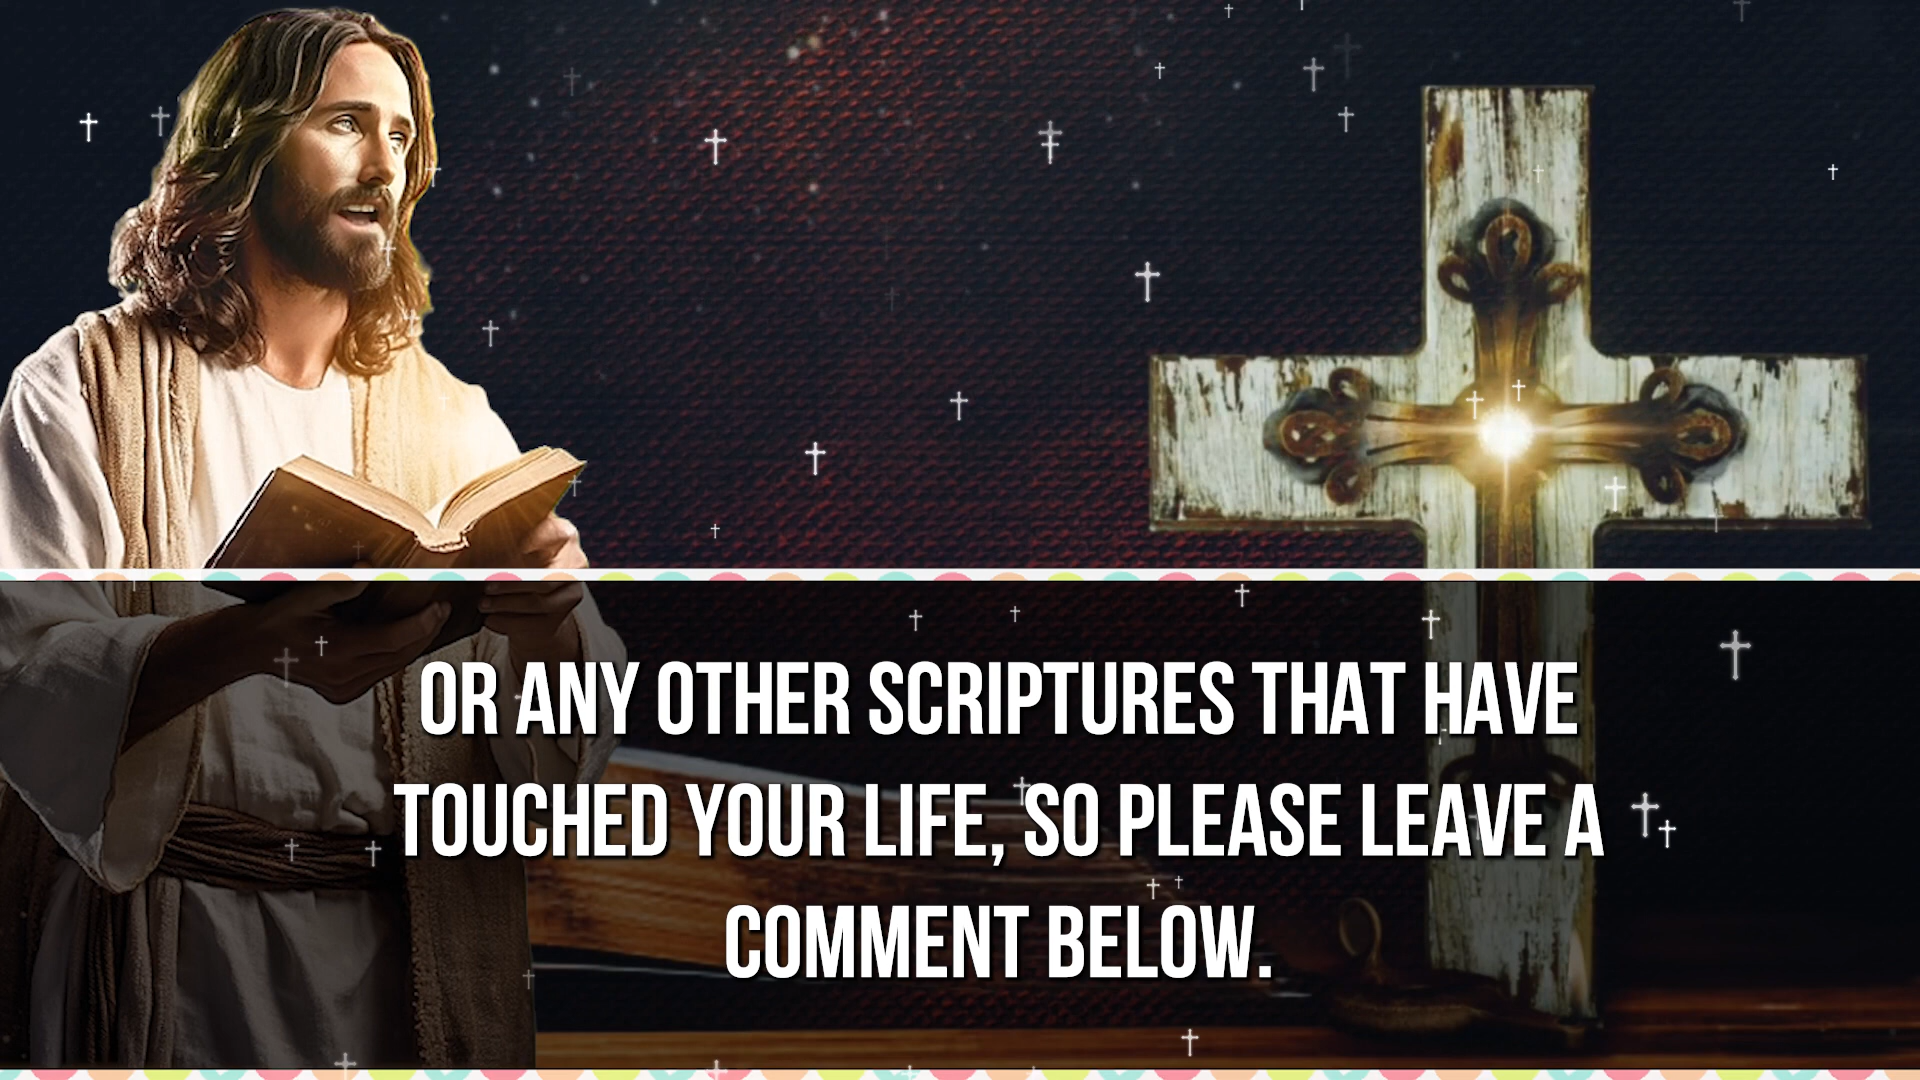 OR ANY OTHER SCRIPTURES THAT HAVE
TOUCHED YOUR LIFE, SO PLEASE LEAVE A
COMMENT BELOW.